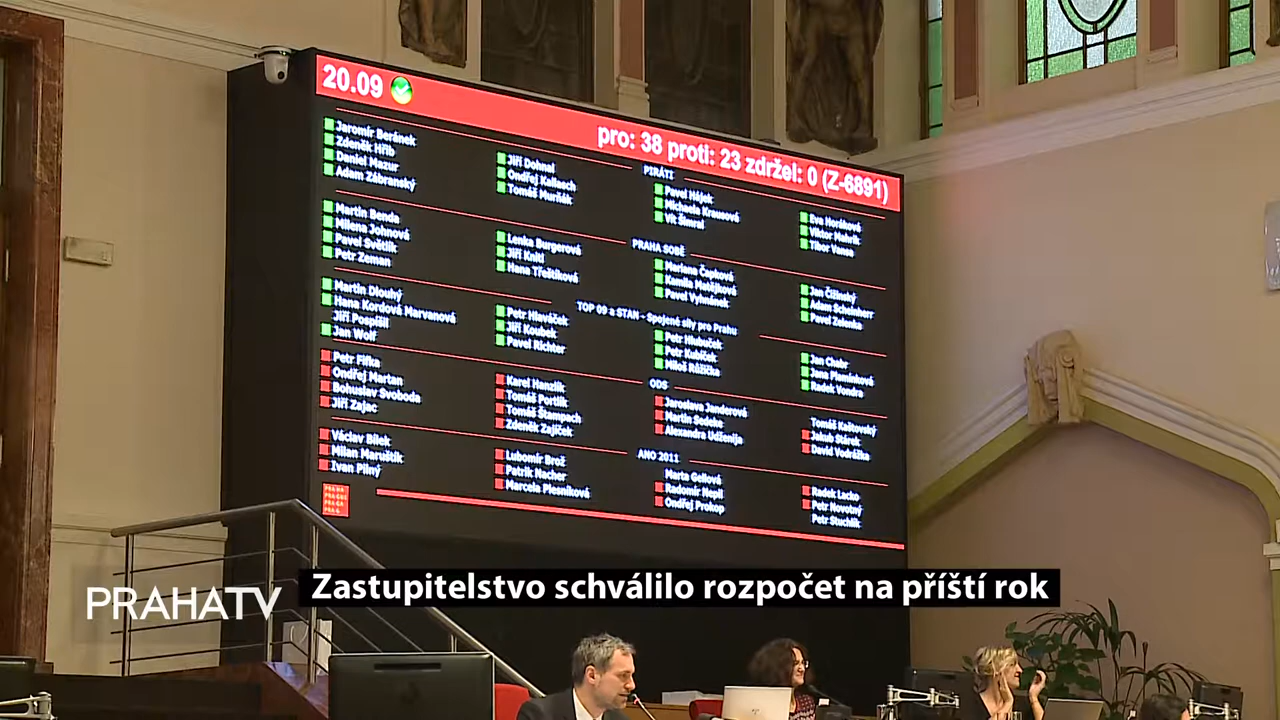 20.09
pro: 38 proti: 23 zdržel: 0 (Z-6891)
PIRÁTI
Jaromír Beránek
Zdeněk Hřib
Daniel Mazur
Adam Zábranský
Jiří Dohnal
Ondřej Kallasch
Tomáš Murňák
Pavel Hájek
Michaela Krausová
Vít Šimral
Eva Horáková
Viktor Mahrik
Tibor Vansa
PRAHA SOBĚ
Martin Benda
Milena Johnová
Pavel Světlík
Petr Zeman
Lenka Burgerová
Jiří Knitl
Hana Třeštíková
Mariana Čapková
Kamila Matějková
Pavel Vyhnánek
Jan Čižinský
Adam Scheinherr
Pavel Zelenka
TOP 09 a STAN - Spojené síly pro Prahu
Martin Dlouhý
Hana Kordová Marvanová
Jiří Pospíšil
Jan Wolf
Petr Hlaváček
Jiří Koubek
Pavel Richter
Petr Hlubuček
Petr Kubíček
Miloš Růžička
Jan Chabr
Jana Plamínková
Radek Vondra
ODS
Petr Fifka
Ondřej Martan
Bohuslav Svoboda
Jiří Zajac
Karel Hanzlík
Tomáš Portlík
Tomáš Štampach
Zdeněk Zajíček
Jaroslava Janderová
Martin Sedeke
Alexandra Udženija
Tomáš Kaštovský
Jakub Stárek
David Vodrážka
ANO 2011
Václav Bílek
Milan Maruštík
Ivan Pilný
Lubomír Brož
Patrik Nacher
Marcela Plesníková
Marta Gellová
Radomír Nepil
Ondřej Prokop
Radek Lacko
Petr Novotný
Petr Stuchlík
PRAHA
PRAGUE
PRAGA
PRAG
PRAHATV
Zastupitelstvo schválilo rozpočet na příští rok